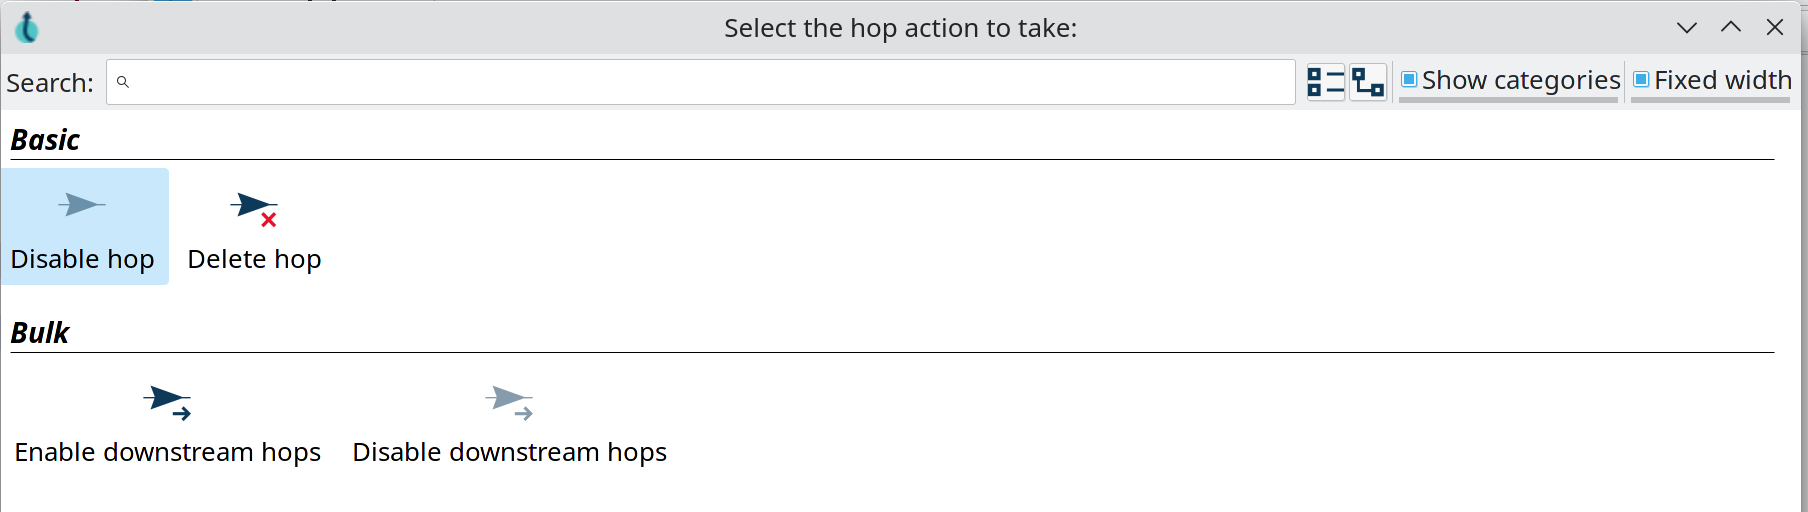 Select the hop action to take:
Search: Show categories Fixed width
Basic
Disable hop Delete hop
Bulk
Enable downstream hops Disable downstream hops